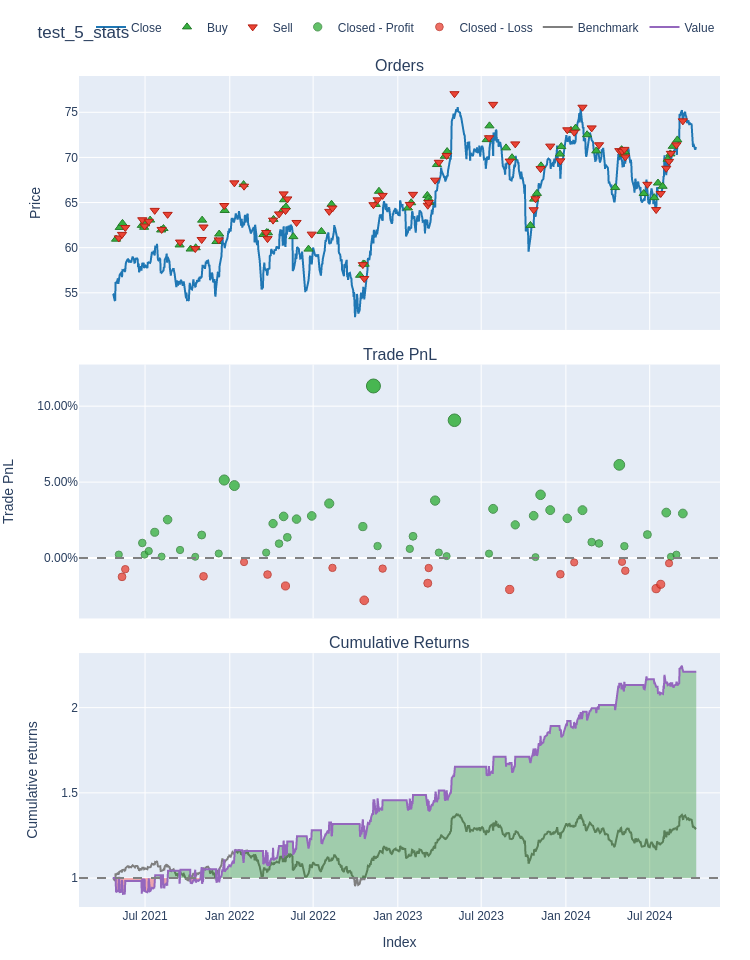 test_5_stats
Close Buy Sell Closed - Profit Closed - Loss Benchmark Value
Orders
75
70
65
60
55
Price
Trade PnL
10.00%
5.00%
0.00%
Trade PnL
Cumulative Returns
2
1.5
1
Cumulative returns
Jul 2021 Jan 2022 Jul 2022 Jan 2023 Jul 2023 Jan 2024 Jul 2024
Index